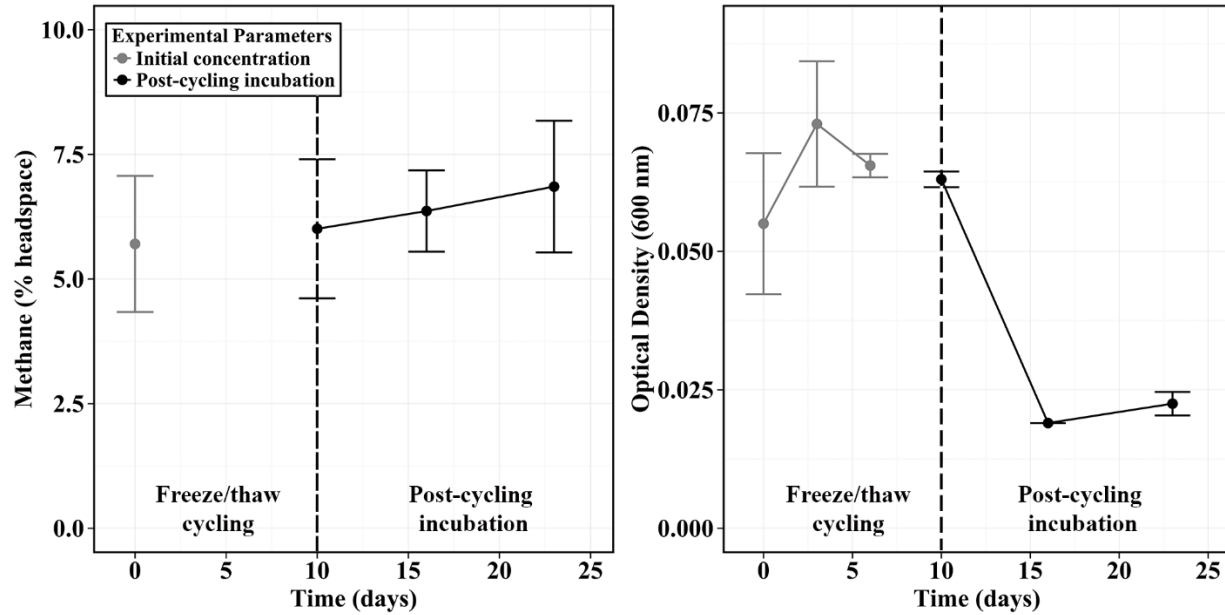 Experimental Parameters
Initial concentration
Post-cycling incubation
Methane (% headspace)
10.0
7.5
5.0
2.5
0.0
Freeze/thaw
cycling
Post-cycling
incubation
0 5 10 15 20 25
Time (days)
Optical Density (600 nm)
0.075
0.050
0.025
0.000
Freeze/thaw
cycling
Post-cycling
incubation
0 5 10 15 20 25
Time (days)